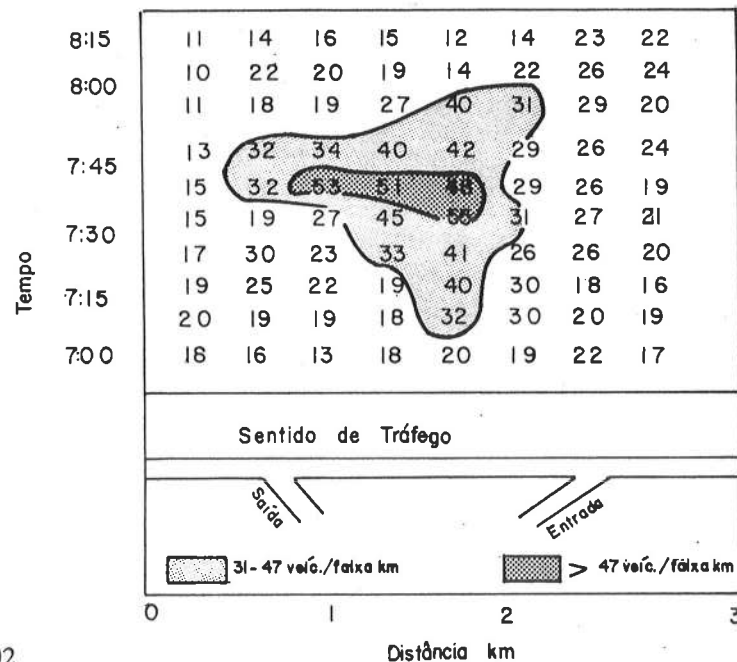 8:15 11 14 16 15 12 14 23 22
10 22 20 19 14 22 26 24
8:00
11 18 19 27 40 31 29 20
13 32 34 40 42 29 26 24
7:45
15 32 53 51 48 29 26 19
15 19 27 45 55 31 27 21
7:30
17 30 23 33 41 26 26 20
19 25 22 19 40 30 18 16
7:15
20 19 19 18 32 30 20 19
7:00 18 16 13 18 20 19 22 17
Tempo
Sentido de Tráfego
Saída
Entrada
31-47 veíc./faixa km
> 47 veíc./faixa km
0 1 2 3
Distância km